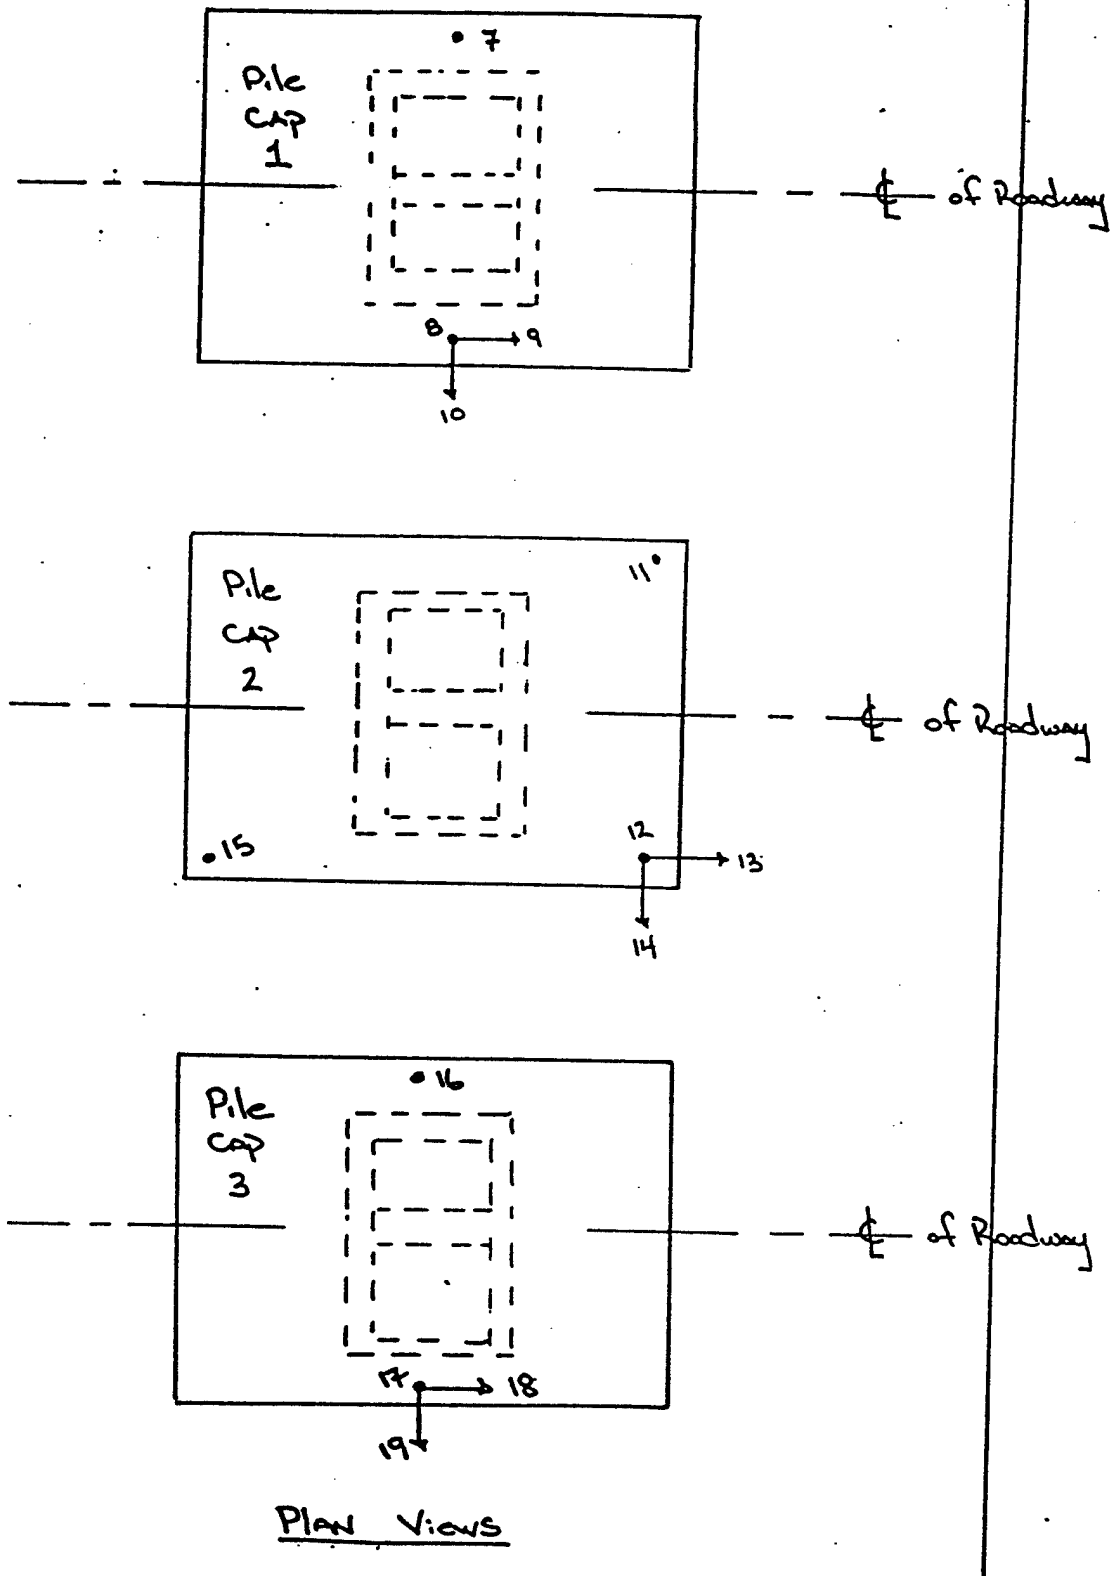 7
Pile
CAP
1
℄ of Roadway
8
9
10
11
Pile
CAP
2
℄ of Roadway
12
13
15
14
16
Pile
Cap
3
℄ of Roadway
17
18
19
PLAN Views